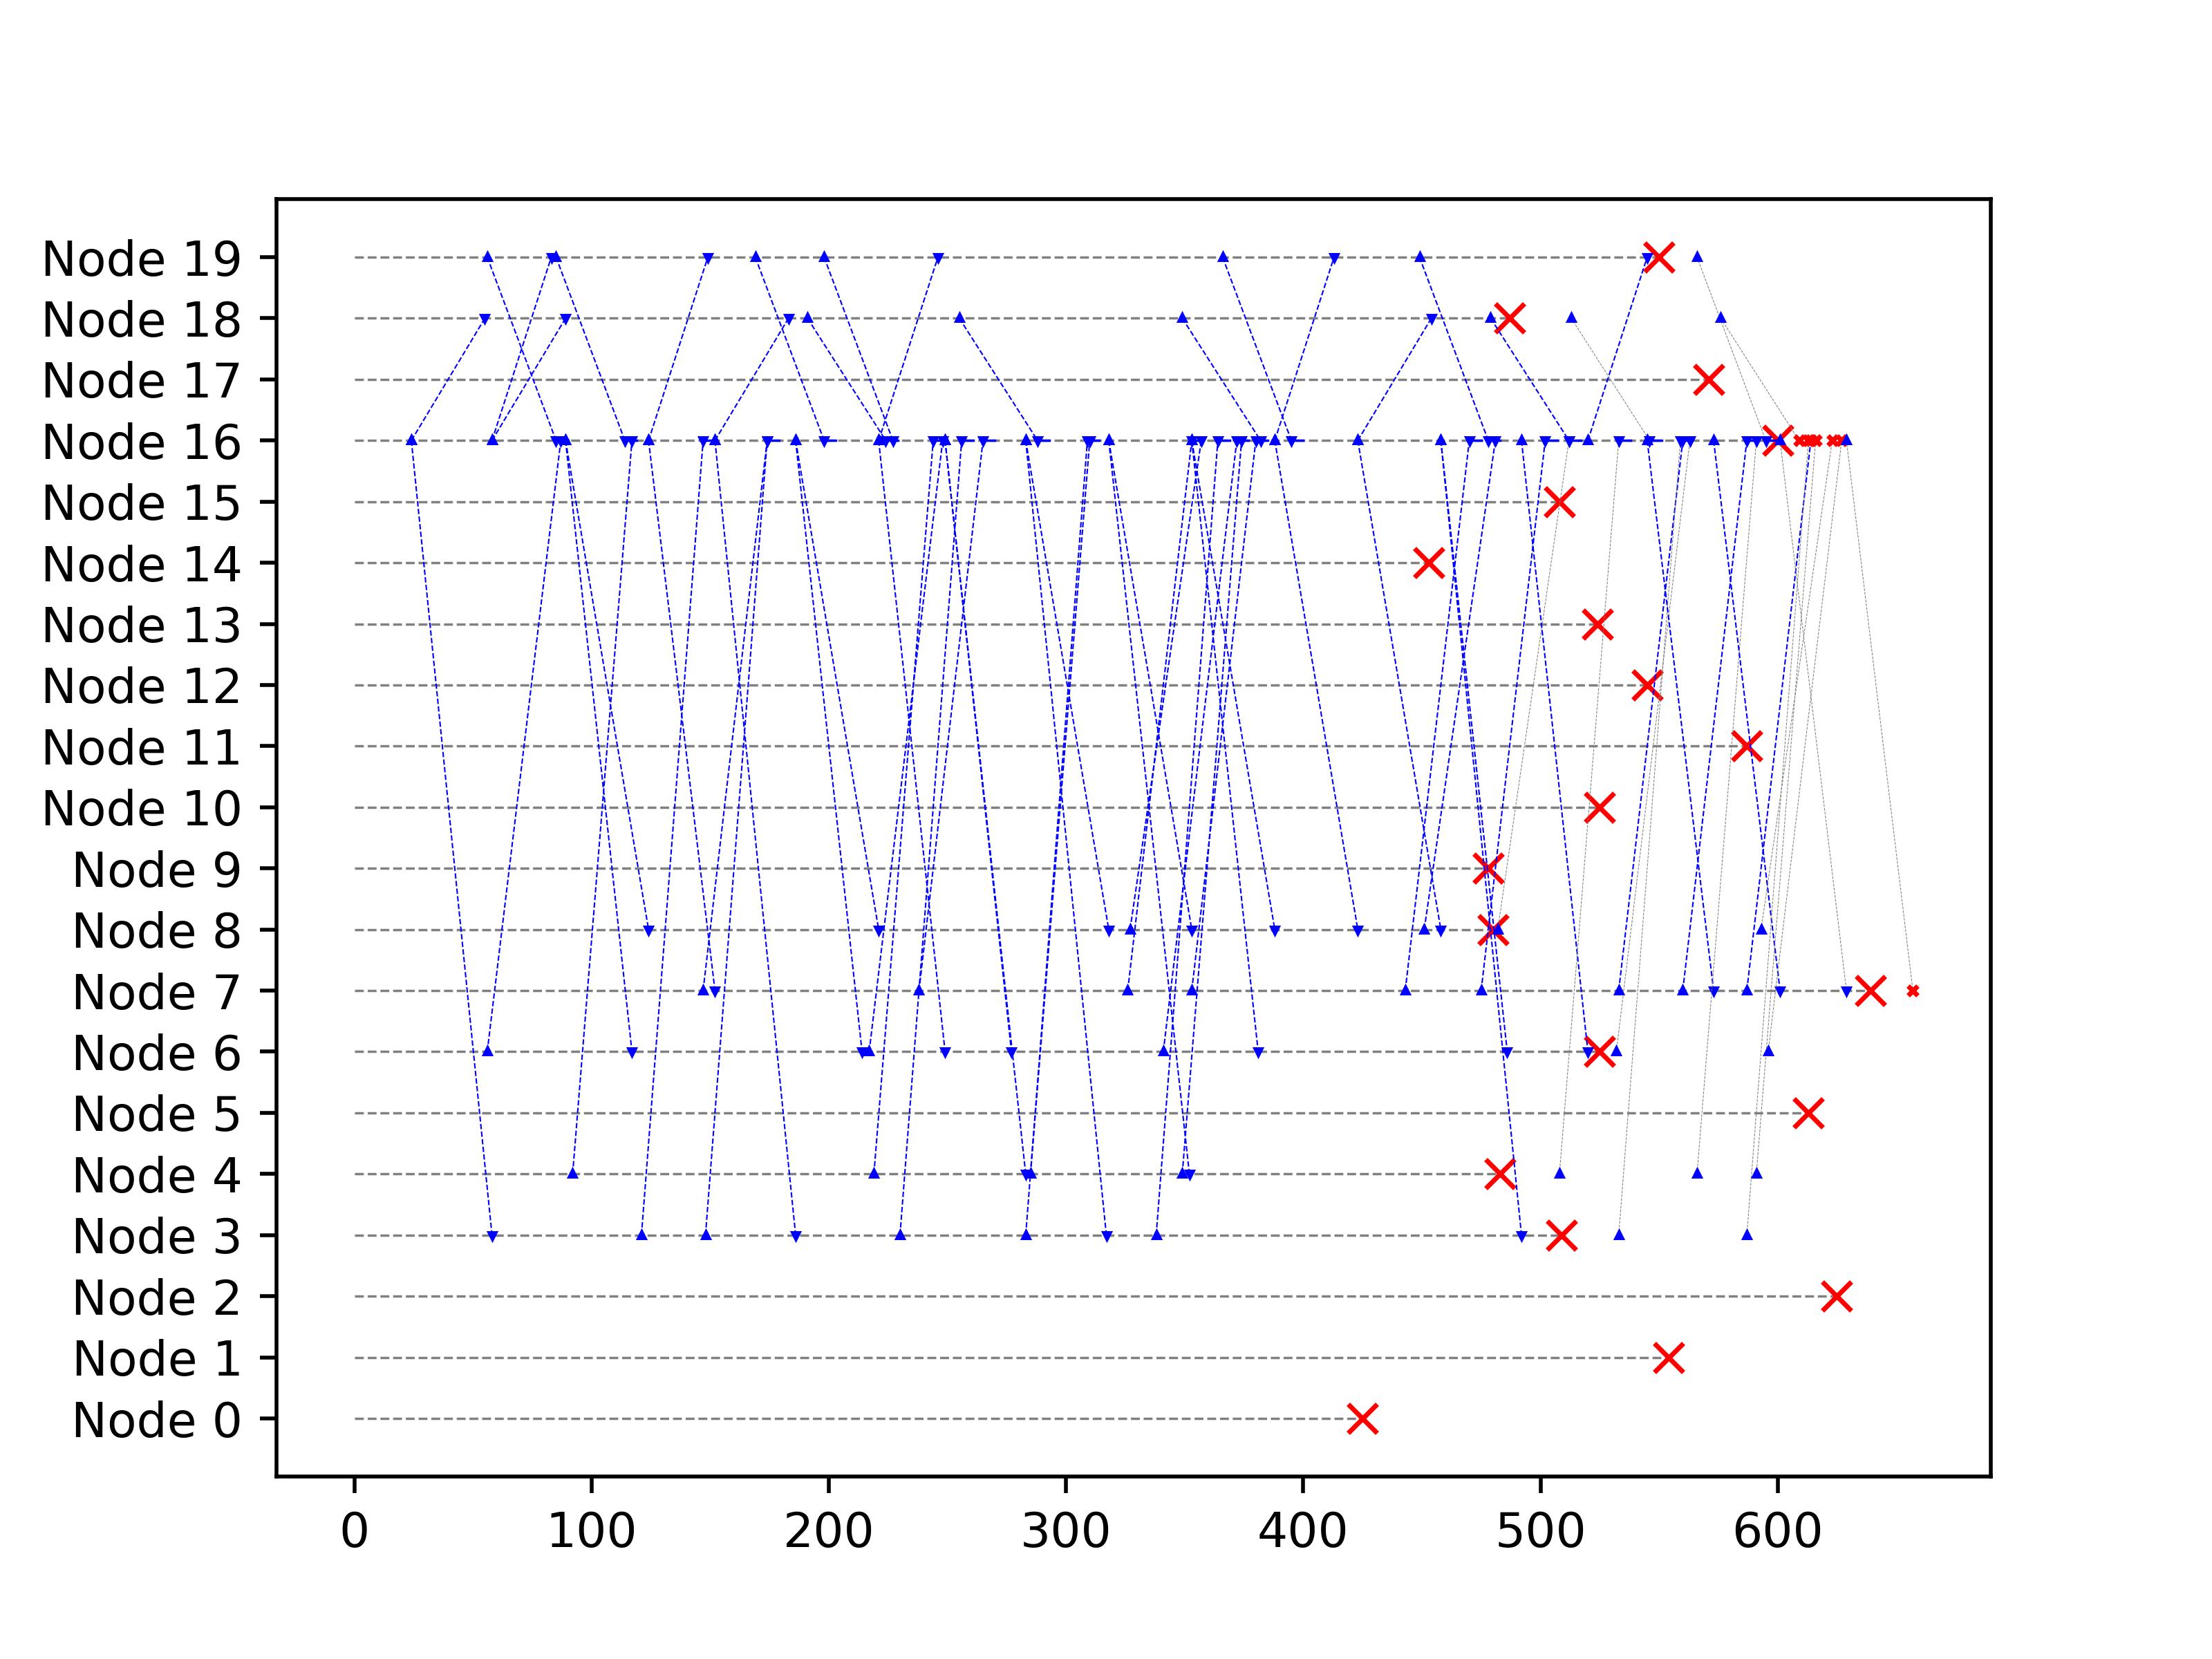 Node 19
Node 18
Node 17
Node 16
Node 15
Node 14
Node 13
Node 12
Node 11
Node 10
Node 9
Node 8
Node 7
Node 6
Node 5
Node 4
Node 3
Node 2
Node 1
Node 0
0 100 200 300 400 500 600